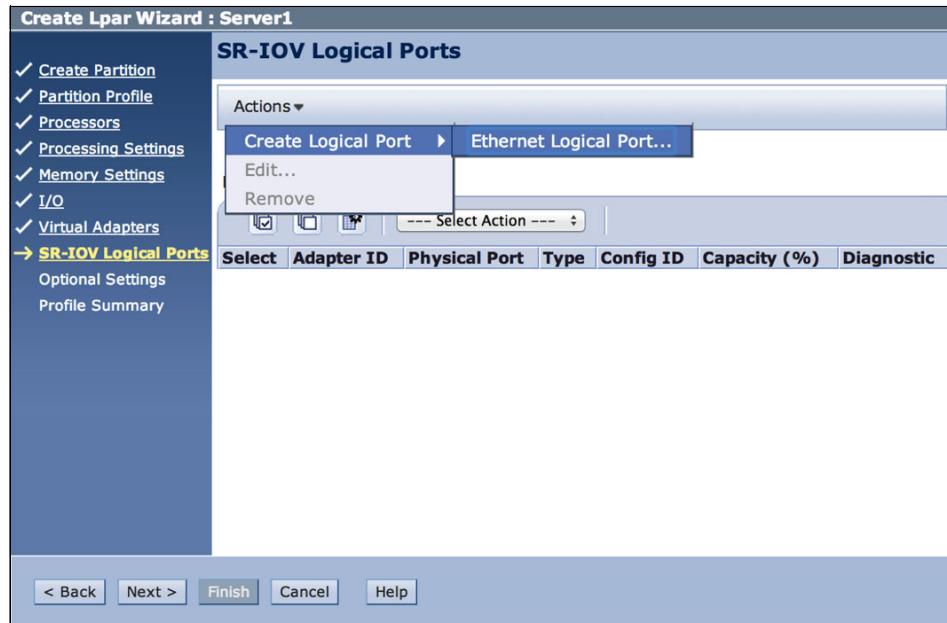 Create Lpar Wizard : Server1
Create Partition
Partition Profile
Processors
Processing Settings
Memory Settings
I/O
Virtual Adapters
SR-IOV Logical Ports
Optional Settings
Profile Summary
SR-IOV Logical Ports
Actions
Create Logical Port
Ethernet Logical Port...
Edit...
Remove
--- Select Action ---
Select Adapter ID Physical Port Type Config ID Capacity (%) Diagnostic
< Back Next > Finish Cancel Help